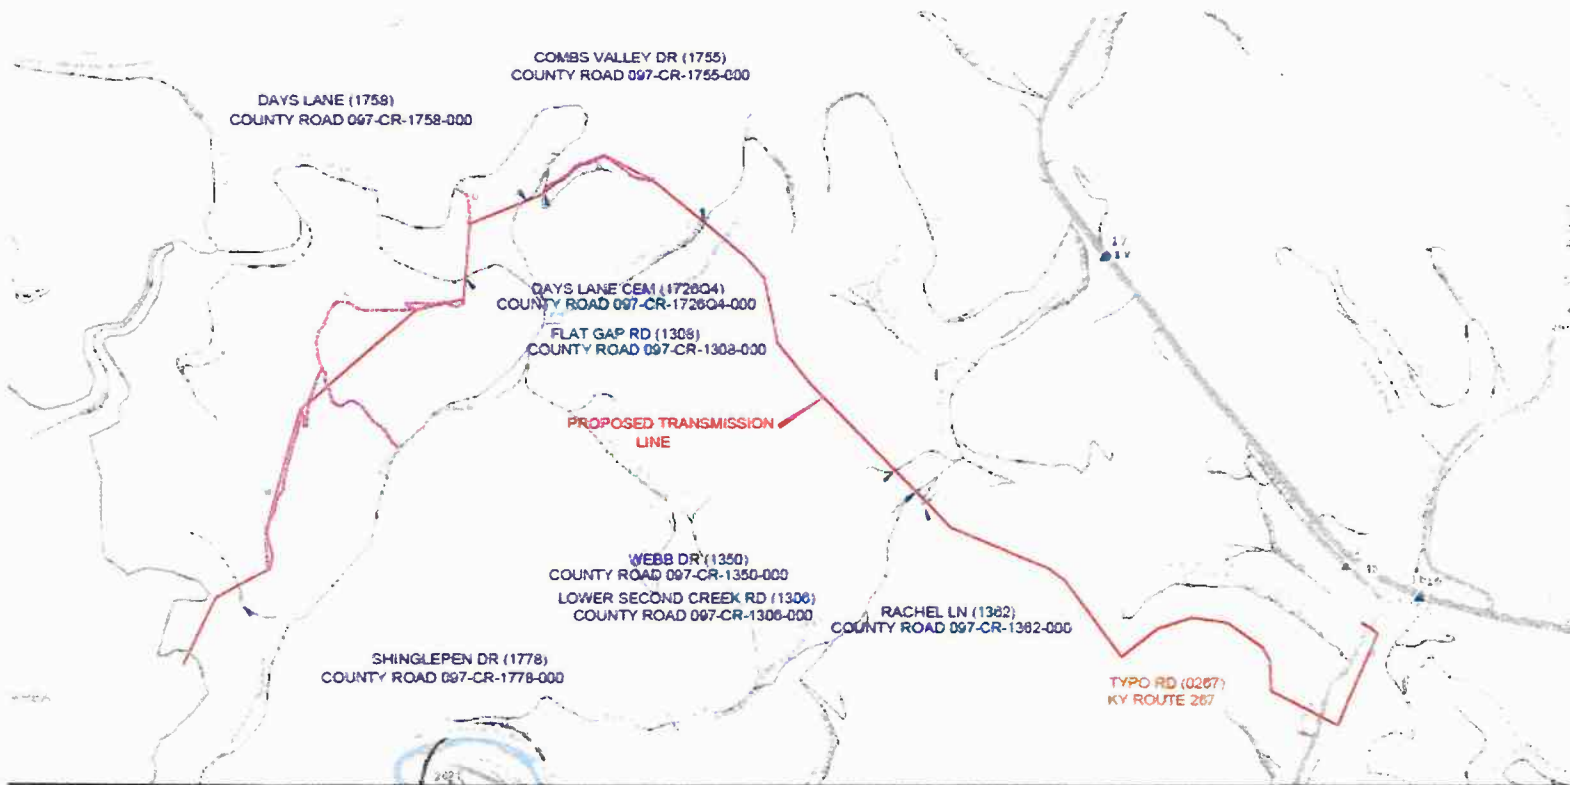 COMBS VALLEY DR (1755)
COUNTY ROAD 097-CR-1755-000
DAYS LANE (1758)
COUNTY ROAD 097-CR-1758-000
17
DAYS LANE CEM (1726Q4)
COUNTY ROAD 097-CR-1726Q4-000
FLAT GAP RD (1308)
COUNTY ROAD 097-CR-1308-000
PROPOSED TRANSMISSION
LINE
WEBB DR (1350)
COUNTY ROAD 097-CR-1350-000
LOWER SECOND CREEK RD (1306)
COUNTY ROAD 097-CR-1306-000
RACHEL LN (1362)
COUNTY ROAD 097-CR-1362-000
SHINGLEPEN DR (1778)
COUNTY ROAD 097-CR-1778-000
TYPO RD (0267)
KY ROUTE 267